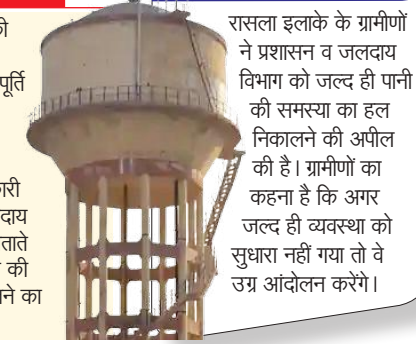 की
पूर्ति
कारी
दाय
ताते
की
ने का
रासला इलाके के ग्रामीणों
ने प्रशासन व जलदाय
विभाग को जल्द ही पानी
की समस्या का हल
निकालने की अपील
की है। ग्रामीणों का
कहना है कि अगर
जल्द ही व्यवस्था को
सुधारा नहीं गया तो वे
उग्र आंदोलन करेंगे।